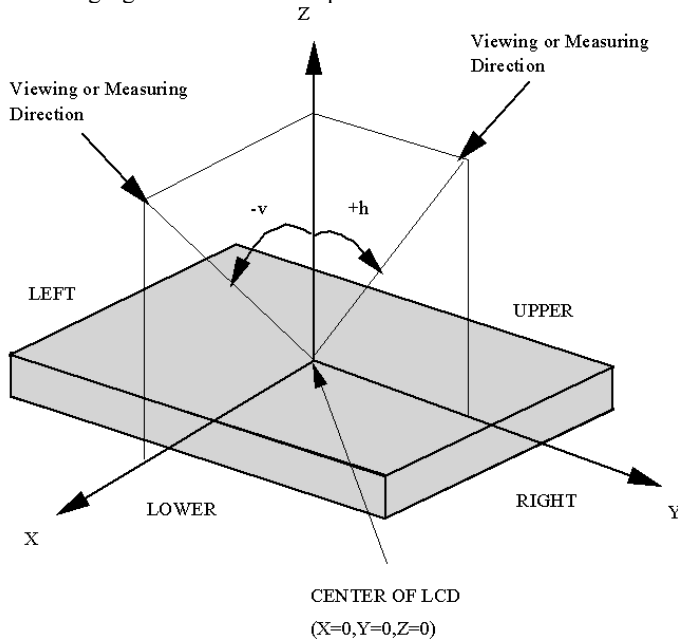 Z
Viewing or Measuring
Direction
Viewing or Measuring
Direction
-v
+h
LEFT
UPPER
LOWER
RIGHT
X
Y
CENTER OF LCD
(X=0,Y=0,Z=0)